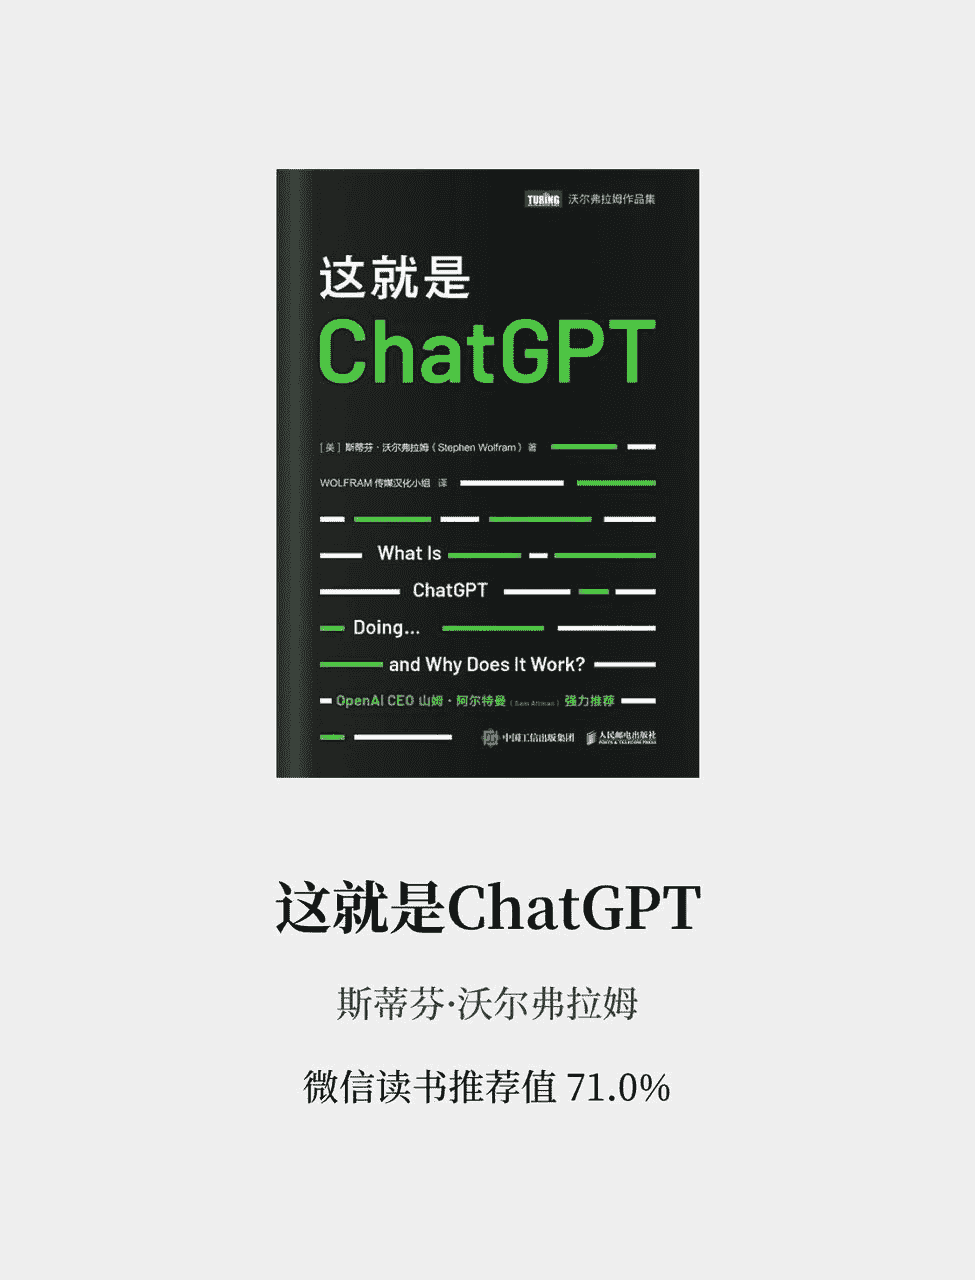 TURING 沃尔弗拉姆作品集
这就是
ChatGPT
[美] 斯蒂芬·沃尔弗拉姆（Stephen Wolfram）著
WOLFRAM 传媒汉化小组 译
What Is
ChatGPT
Doing...
and Why Does It Work?
OpenAI CEO 山姆·阿尔特曼（Sam Altman）强力推荐
中国工信出版集团 人民邮电出版社
POSTS & TELECOM PRESS
这就是ChatGPT
斯蒂芬·沃尔弗拉姆
微信读书推荐值 71.0%